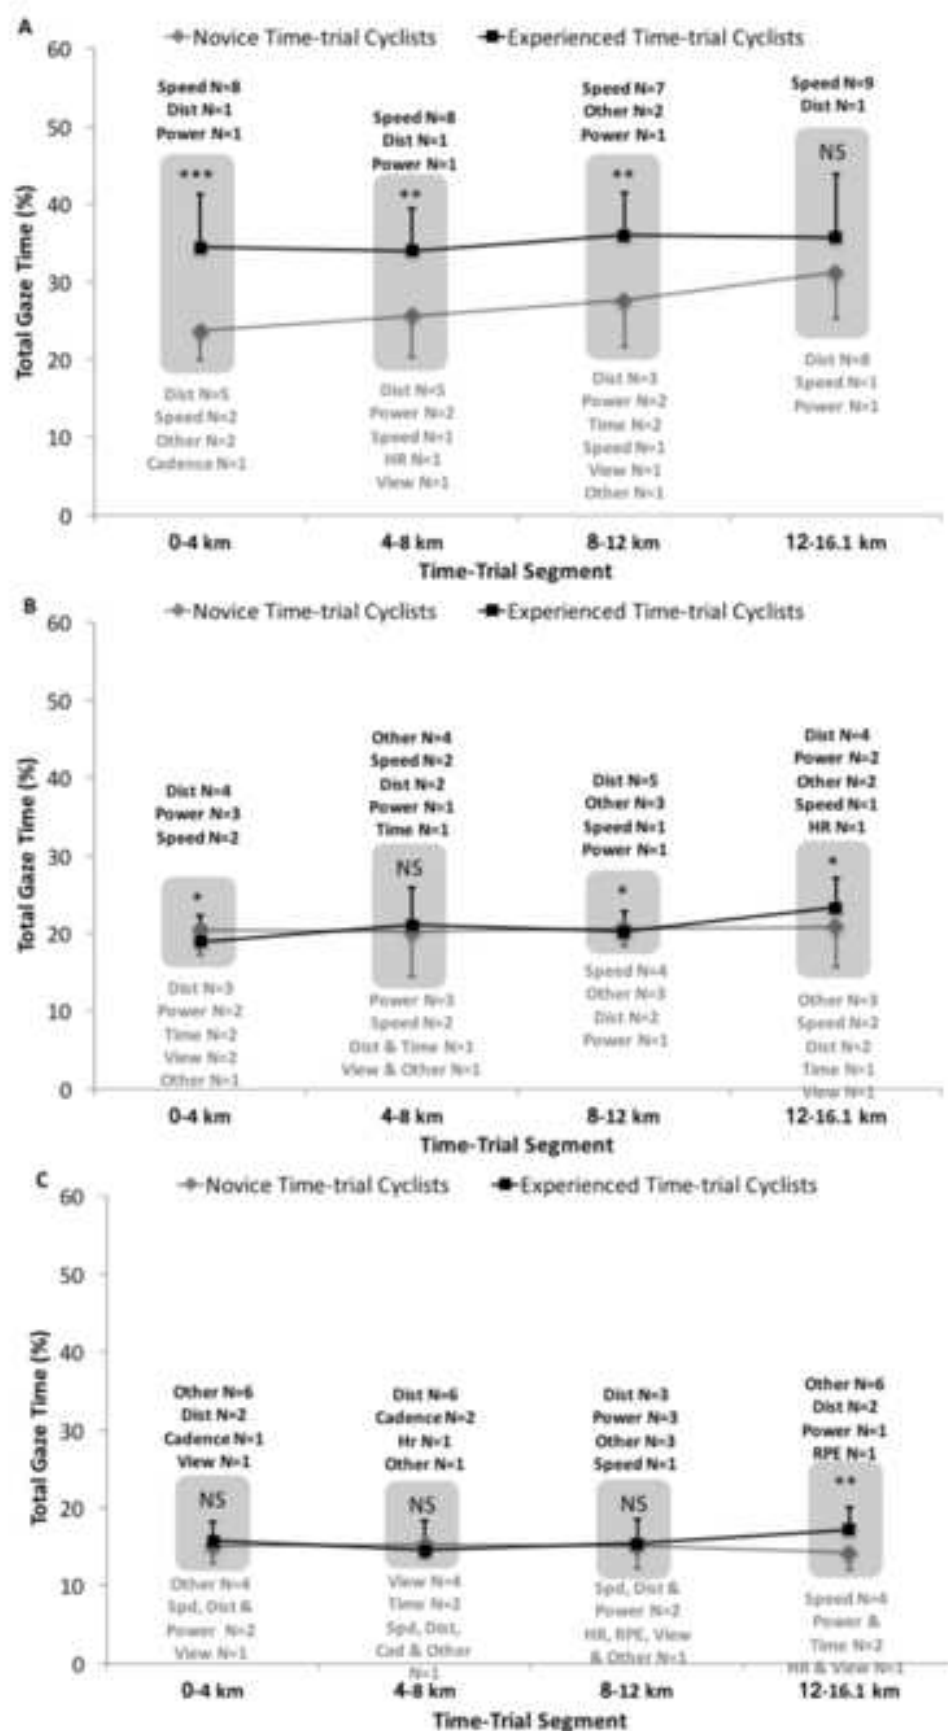 A
Novice Time-trial Cyclists
Experienced Time-trial Cyclists
Total Gaze Time (%)
60
50
40
30
20
10
0
Speed N=8
Dist N=1
Power N=1
***
Dist N=5
Speed N=2
Other N=2
Cadence N=1
Speed N=8
Dist N=1
Power N=1
**
Dist N=5
Power N=2
Speed N=1
HR N=1
View N=1
Speed N=7
Other N=2
Power N=1
**
Dist N=3
Power N=2
Time N=2
Speed N=1
View N=1
Other N=1
Speed N=9
Dist N=1
NS
Dist N=8
Speed N=1
Power N=1
0-4 km
4-8 km
8-12 km
12-16.1 km
Time-Trial Segment
B
Novice Time-trial Cyclists
Experienced Time-trial Cyclists
Total Gaze Time (%)
60
50
40
30
20
10
0
Dist N=4
Power N=3
Speed N=2
*
Dist N=3
Power N=2
Time N=2
View N=2
Other N=1
Other N=4
Speed N=2
Dist N=2
Power N=1
Time N=1
NS
Power N=3
Speed N=2
Dist & Time N=1
View & Other N=1
Dist N=5
Other N=3
Speed N=1
Power N=1
*
Speed N=4
Other N=3
Dist N=2
Power N=1
Dist N=4
Power N=2
Other N=2
Speed N=1
HR N=1
*
Other N=3
Speed N=2
Dist N=2
Time N=1
View N=1
0-4 km
4-8 km
8-12 km
12-16.1 km
Time-Trial Segment
C
Novice Time-trial Cyclists
Experienced Time-trial Cyclists
Total Gaze Time (%)
60
50
40
30
20
10
0
Other N=6
Dist N=2
Cadence N=1
View N=1
NS
Other N=4
Spd, Dist &
Power N=2
View N=1
Dist N=6
Cadence N=2
Hr N=1
Other N=1
NS
View N=4
Time N=2
Spd, Dist,
Cad & Other
N=1
Dist N=3
Power N=3
Other N=3
Speed N=1
NS
Spd, Dist &
Power N=2
HR, RPE, View
& Other N=1
Other N=6
Dist N=2
Power N=1
RPE N=1
**
Speed N=4
Power &
Time N=2
HR & View N=1
0-4 km
4-8 km
8-12 km
12-16.1 km
Time-Trial Segment